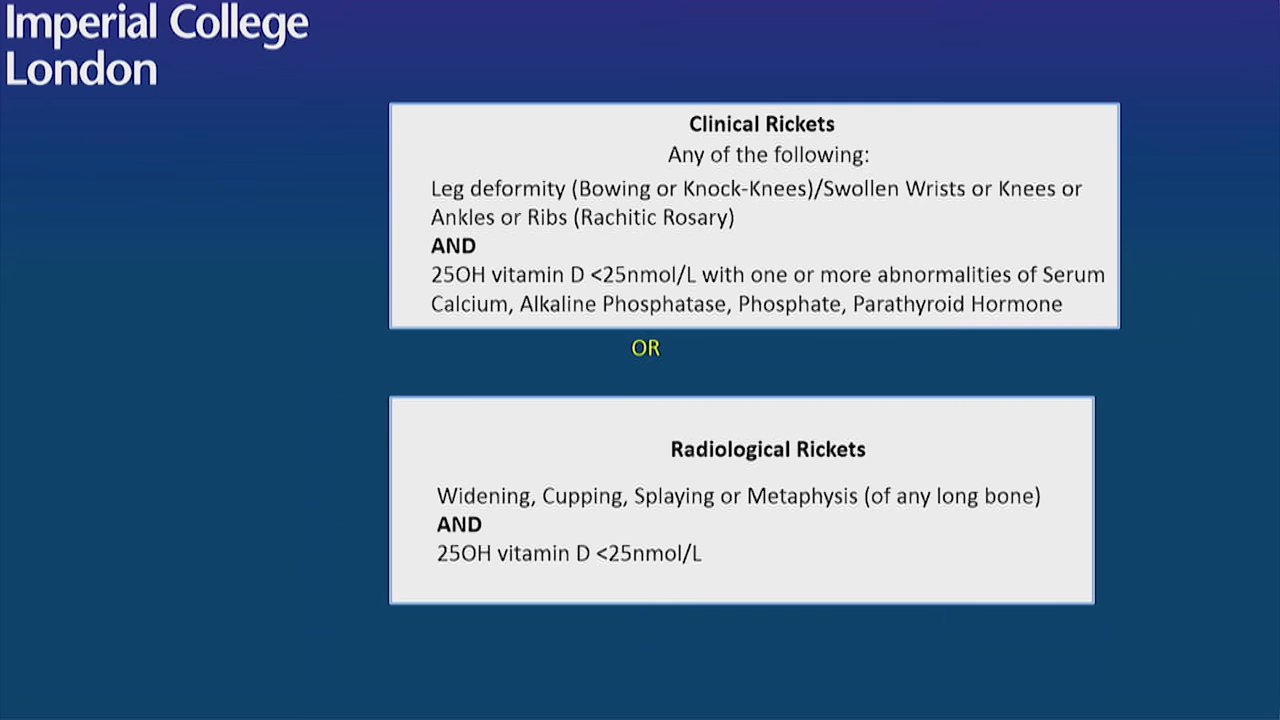 Imperial College
London
Clinical Rickets
Any of the following:
Leg deformity (Bowing or Knock-Knees)/Swollen Wrists or Knees or
Ankles or Ribs (Rachitic Rosary)
AND
25OH vitamin D <25nmol/L with one or more abnormalities of Serum
Calcium, Alkaline Phosphatase, Phosphate, Parathyroid Hormone
OR
Radiological Rickets
Widening, Cupping, Splaying or Metaphysis (of any long bone)
AND
25OH vitamin D <25nmol/L